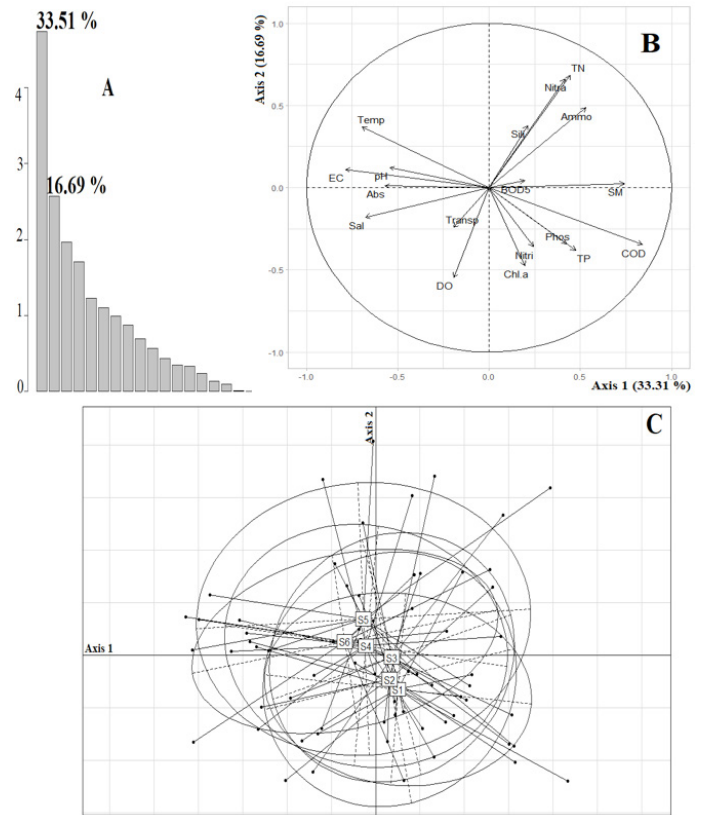 33.51 %
A
4
16.69 %
3
2
1
0
B
Axis 2 (16.69 %)
1.0
0.5
0.0
-0.5
-1.0
TN
Nitra
Ammo
Sili
Temp
EC
pH
Abs
Sal
BOD5
SM
Transp
Phos
COD
Nitri
TP
Chl.a
DO
-1.0
-0.5
0.0
0.5
1.0
Axis 1 (33.31 %)
C
Axis 2
Axis 1
S5
S6
S4
S3
S2
S1